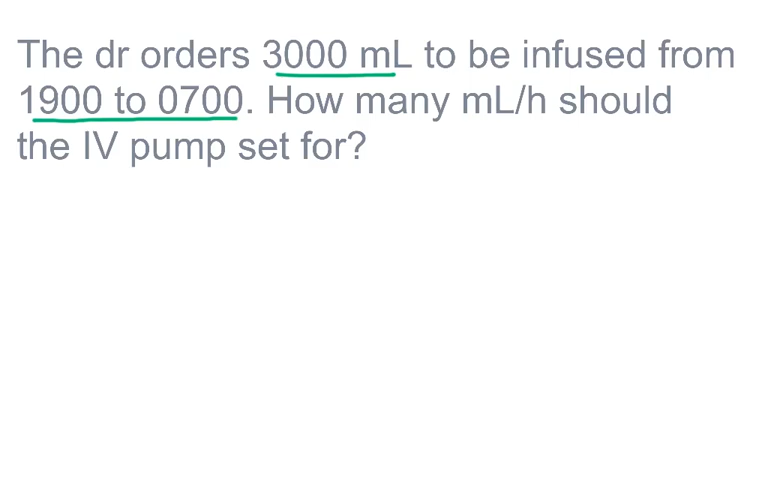 The dr orders 3000 mL to be infused from
1900 to 0700. How many mL/h should
the IV pump set for?